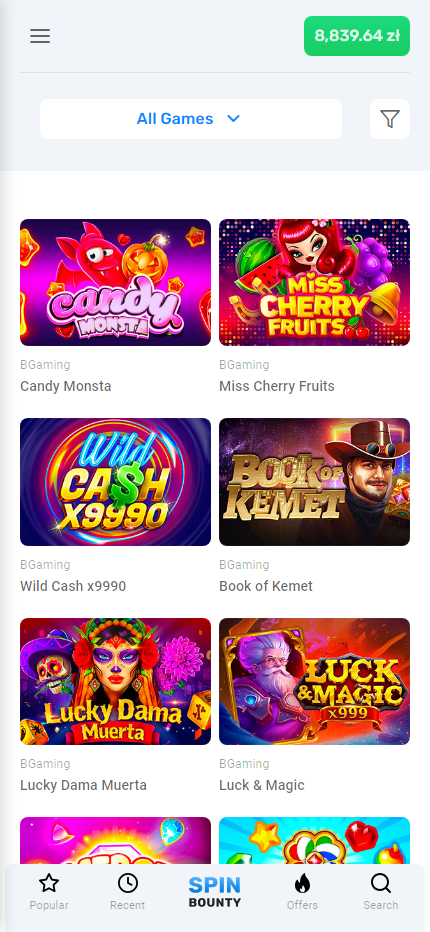 8,839.64 zł
All Games
candy
MONSTA
MISS
CHERRY
FRUITS
BGaming
Candy Monsta
BGaming
Miss Cherry Fruits
Wild
CA$H
X9990
BOOK OF
KEMET
BGaming
Wild Cash x9990
BGaming
Book of Kemet
Lucky Dama
Muerta
LUCK
&MAGIC
x999
BGaming
Lucky Dama Muerta
BGaming
Luck & Magic
Popular
Recent
SPIN
BOUNTY
Offers
Search